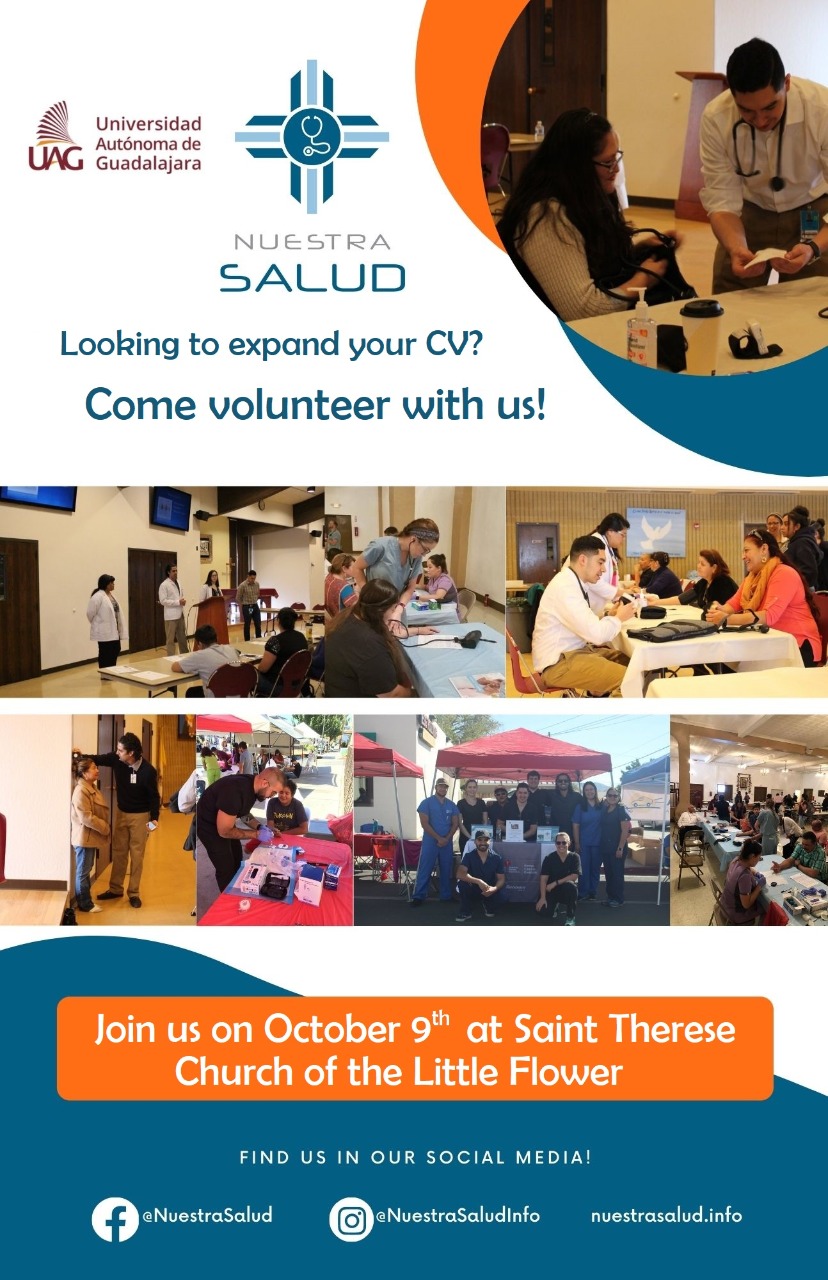 UAG
Universidad
Autónoma de
Guadalajara
NUESTRA
SALUD
Looking to expand your CV?
Come volunteer with us!
Join us on October 9th at Saint Therese
Church of the Little Flower
FIND US IN OUR SOCIAL MEDIA!
@NuestraSalud
@NuestraSaludInfo
nuestrasalud.info